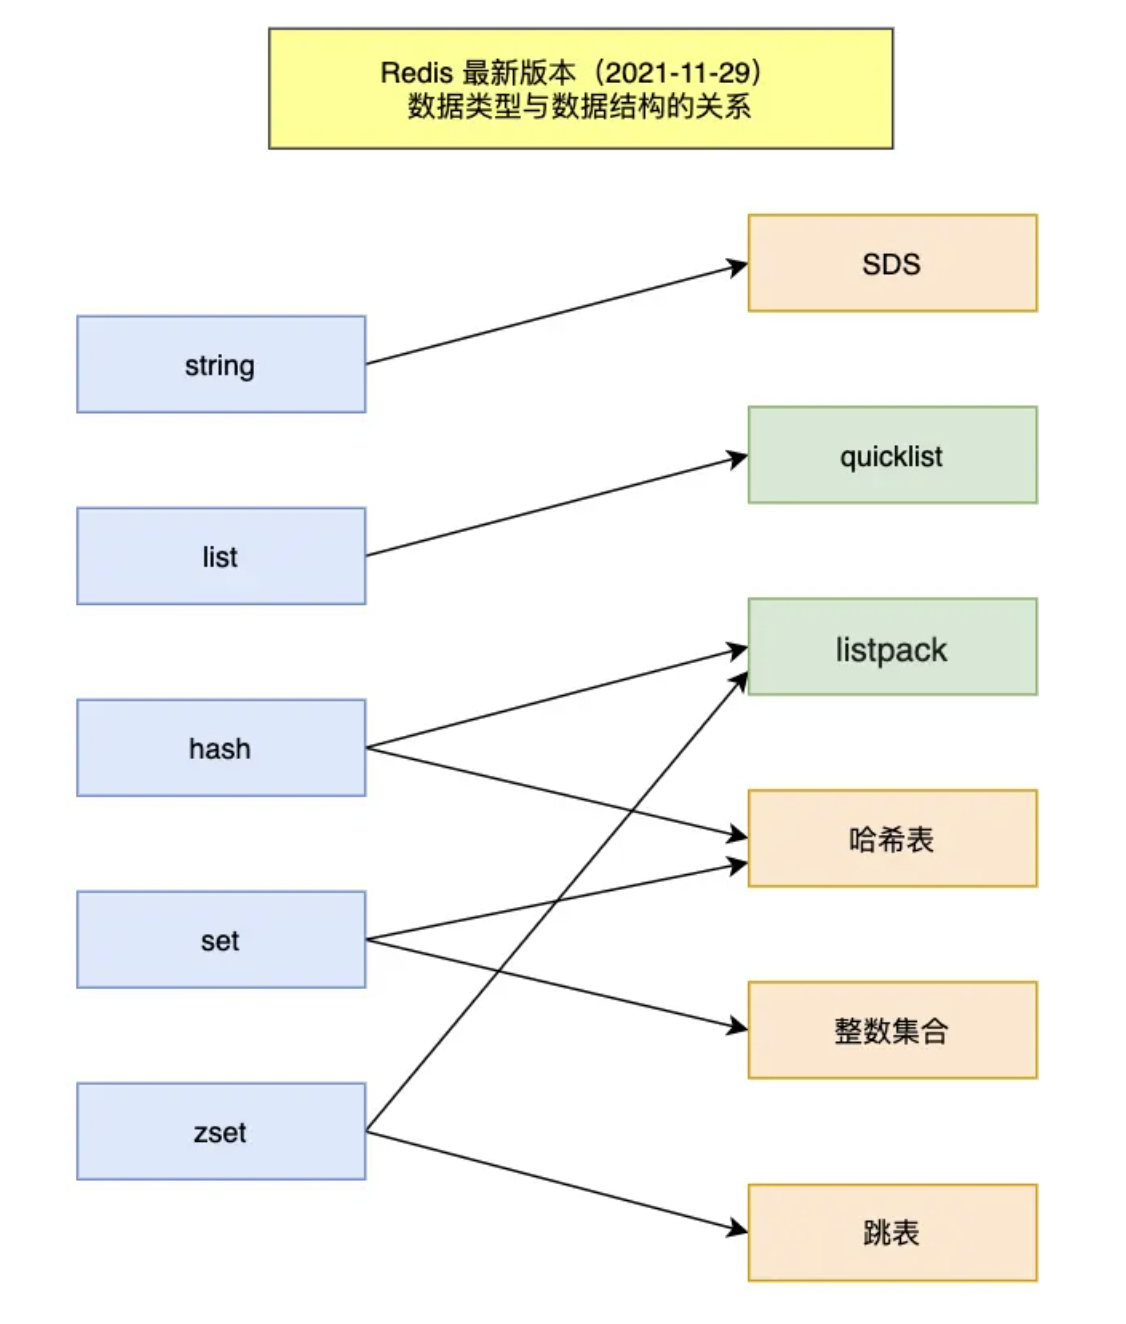 Redis 最新版本（2021-11-29）
数据类型与数据结构的关系
SDS
string
quicklist
list
listpack
hash
哈希表
set
整数集合
zset
跳表